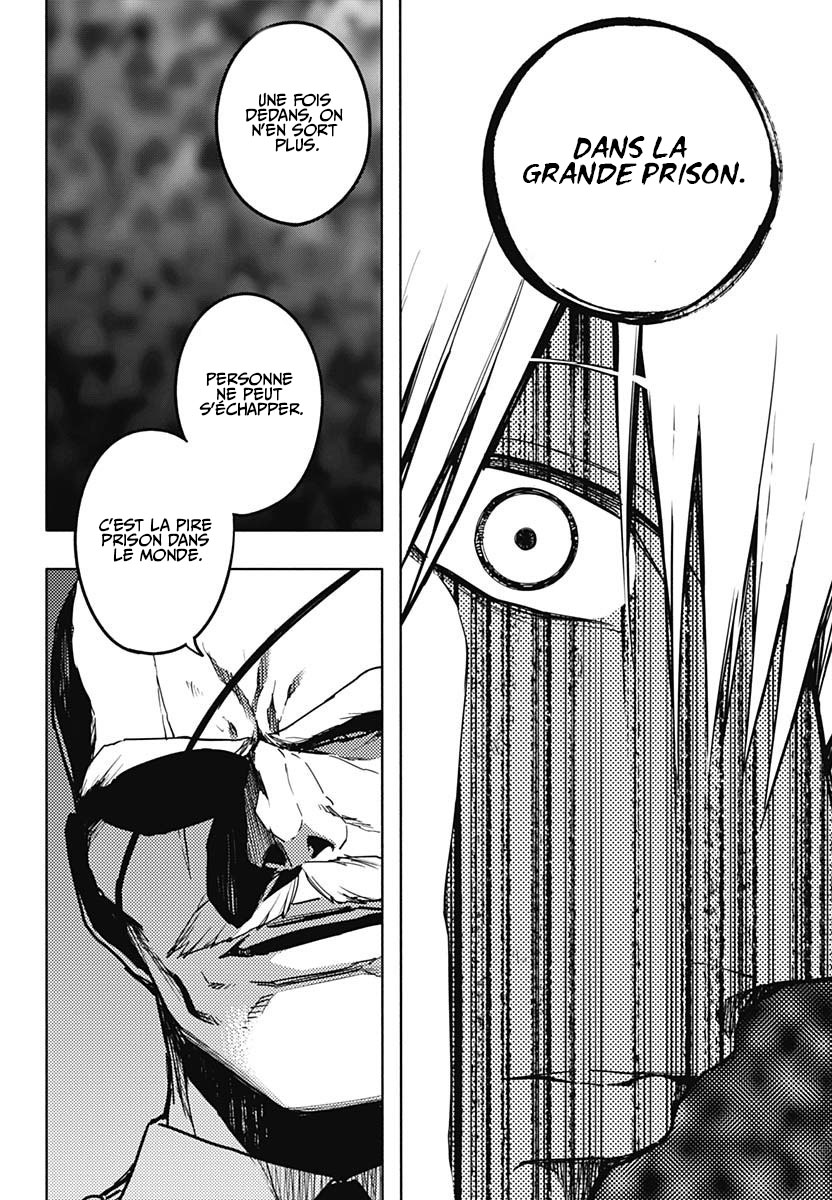 DANS LA
GRANDE PRISON.
UNE FOIS
DEDANS, ON
N'EN SORT
PLUS.
PERSONNE
NE PEUT
S'ÉCHAPPER.
C'EST LA PIRE
PRISON DANS
LE MONDE.